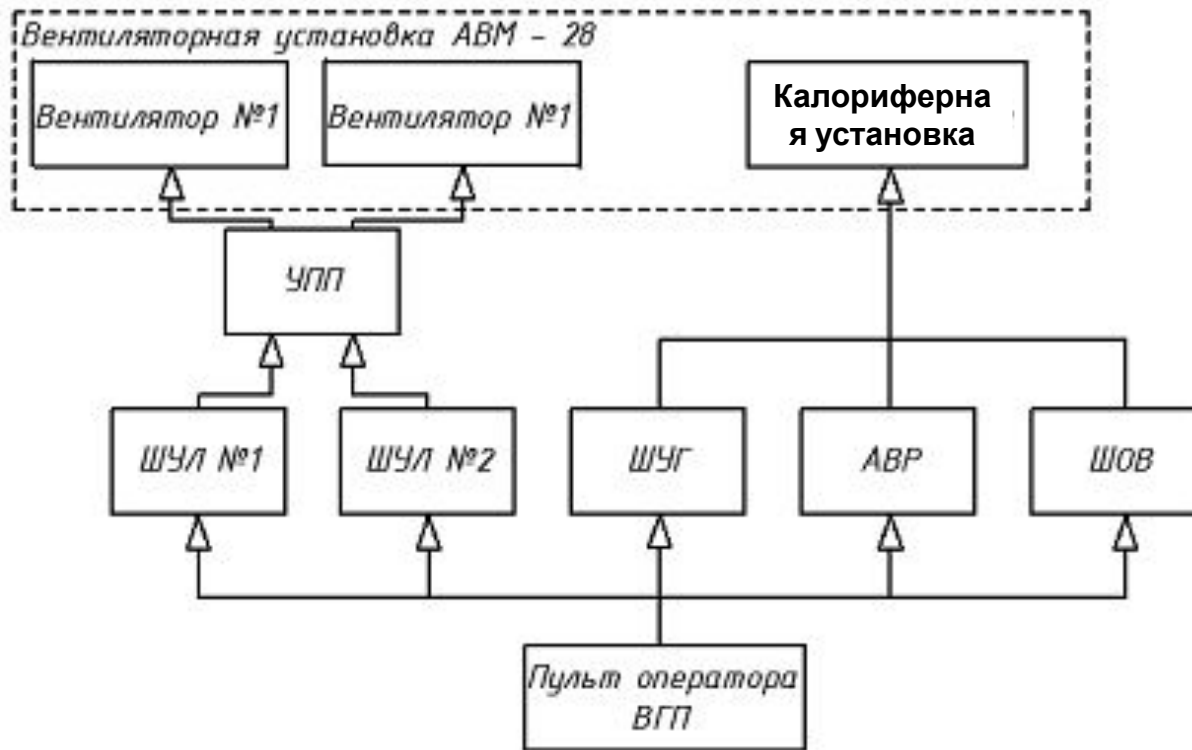 Вентиляторная установка АВМ - 28
Вентилятор №1
Вентилятор №1
Калориферна
я установка
УПП
ШУЛ №1
ШУЛ №2
ШУГ
АВР
ШОВ
Пульт оператора
ВГП